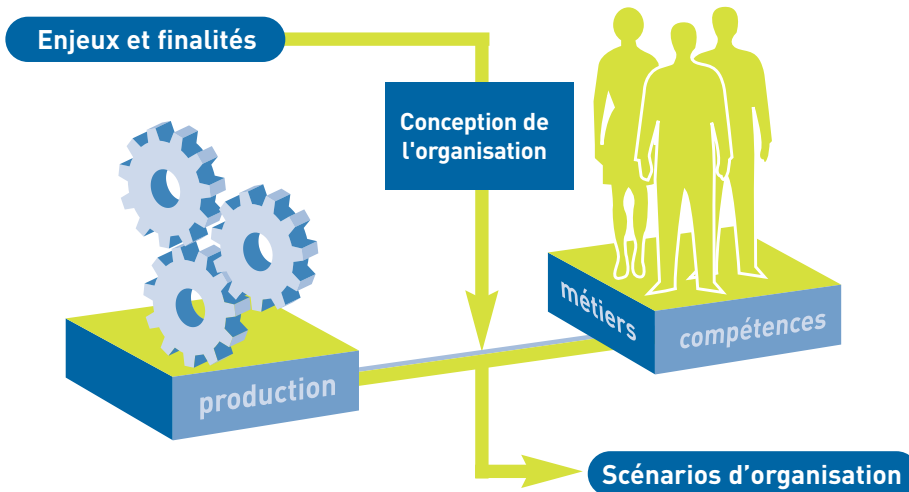 Enjeux et finalités
Conception de
l'organisation
métiers
compétences
production
Scénarios d’organisation